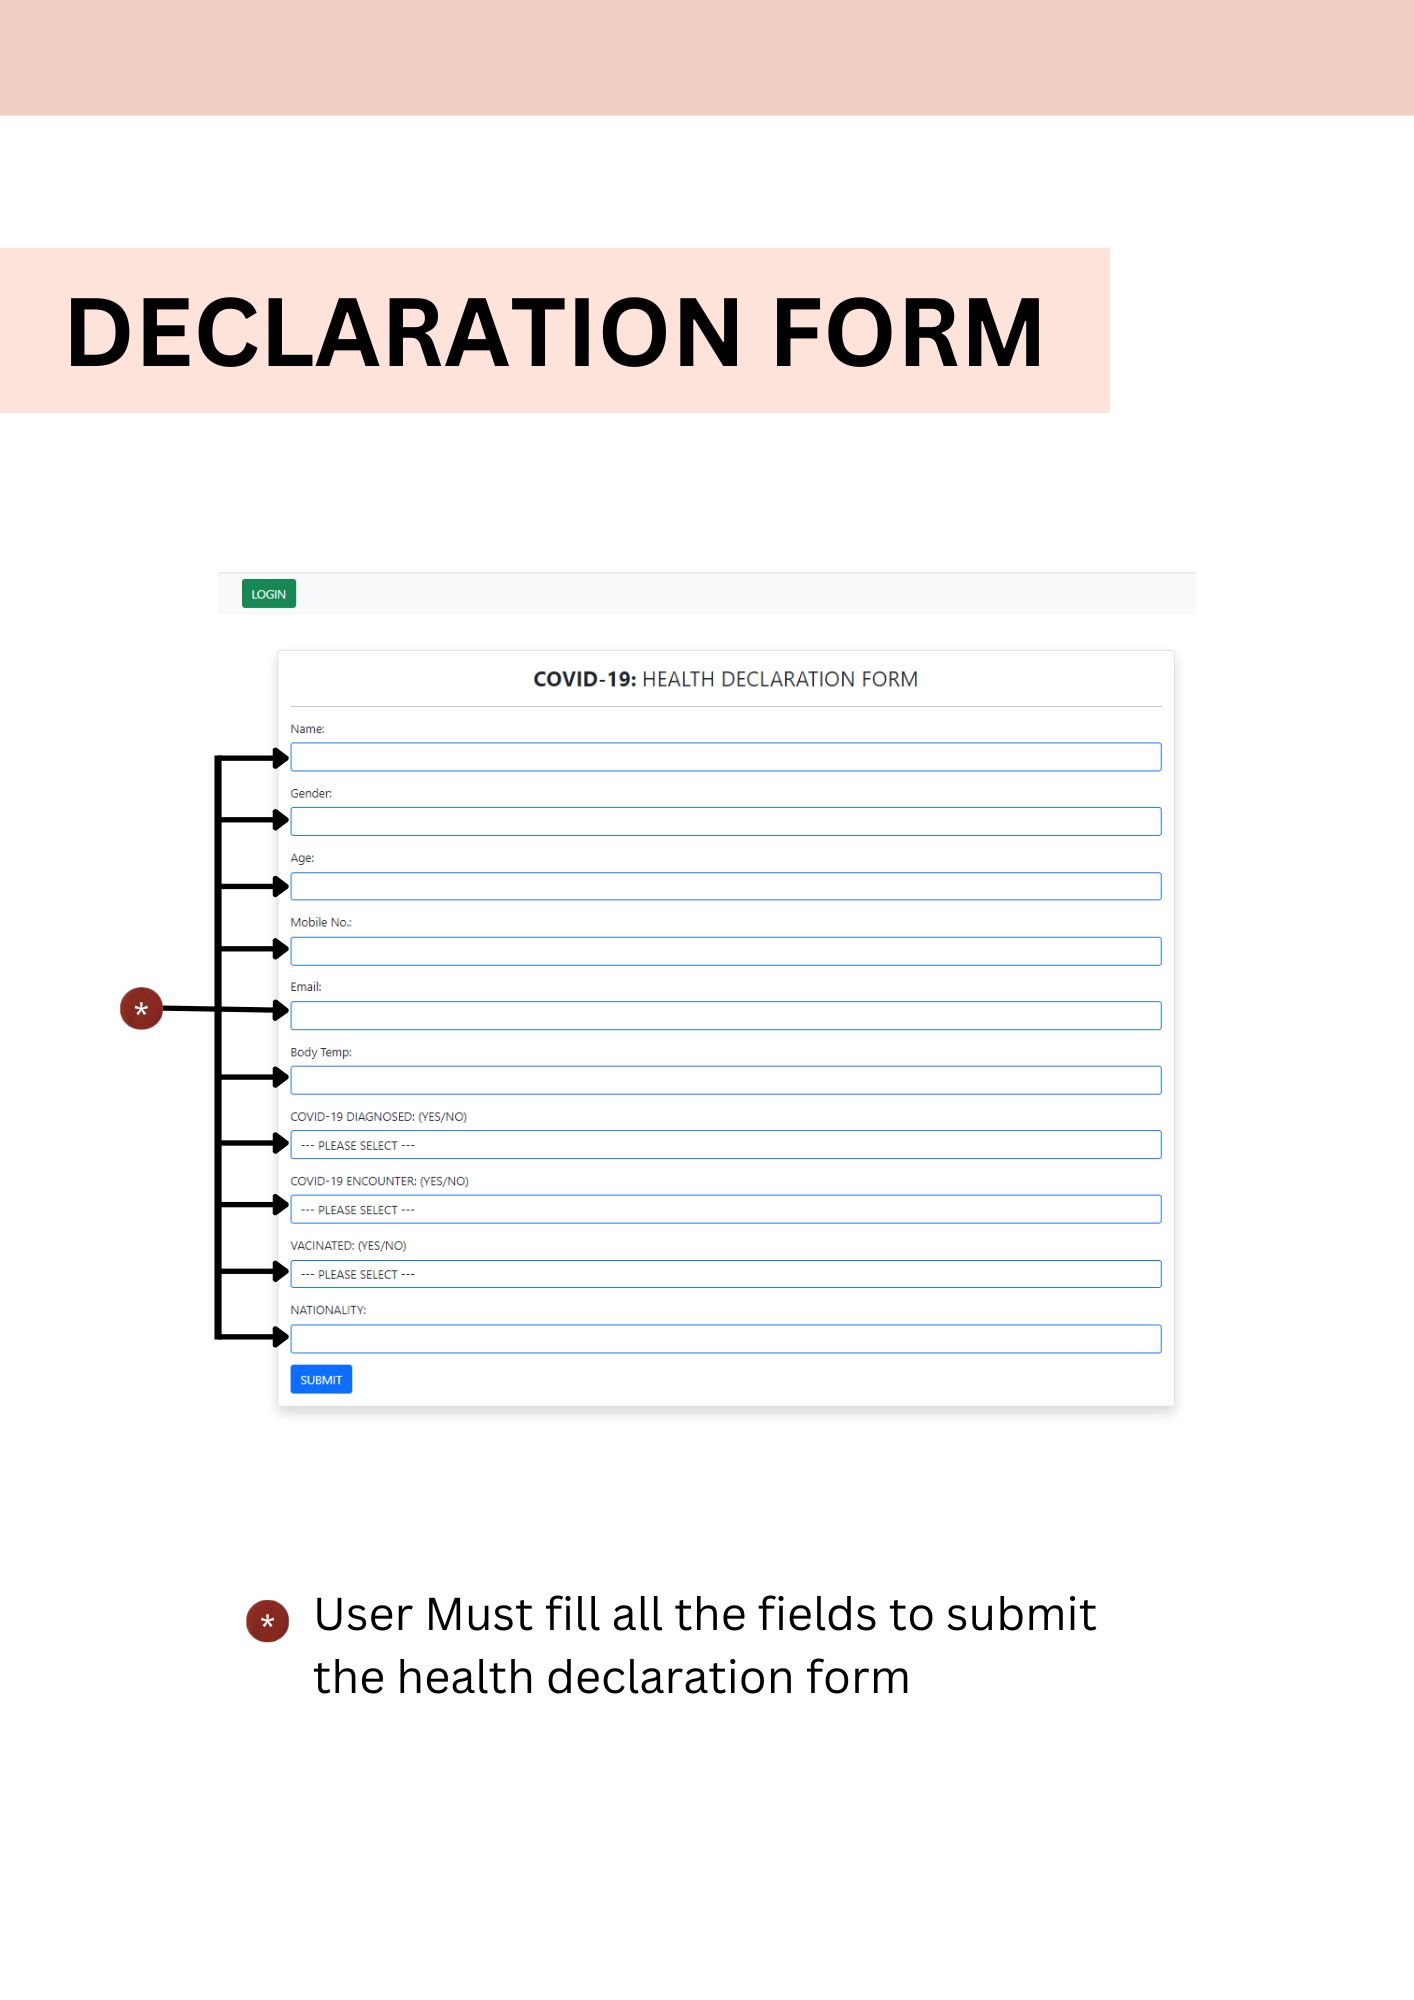 DECLARATION FORM
LOGIN
COVID-19: HEALTH DECLARATION FORM
Name:
Gender:
Age:
Mobile No.:
Email:
Body Temp:
COVID-19 DIAGNOSED: (YES/NO)
--- PLEASE SELECT ---
COVID-19 ENCOUNTER: (YES/NO)
--- PLEASE SELECT ---
VACINATED: (YES/NO)
--- PLEASE SELECT ---
NATIONALITY:
SUBMIT
*
* User Must fill all the fields to submit
the health declaration form